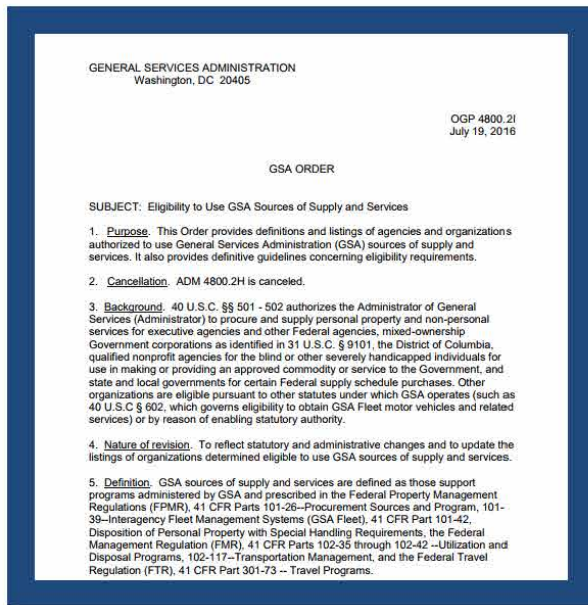 GENERAL SERVICES ADMINISTRATION
Washington, DC 20405
OGP 4800.2I
July 19, 2016
GSA ORDER
SUBJECT: Eligibility to Use GSA Sources of Supply and Services
1. Purpose. This Order provides definitions and listings of agencies and organizations
authorized to use General Services Administration (GSA) sources of supply and
services. It also provides definitive guidelines concerning eligibility requirements.
2. Cancellation. ADM 4800.2H is canceled.
3. Background. 40 U.S.C. §§ 501 - 502 authorizes the Administrator of General
Services (Administrator) to procure and supply personal property and non-personal
services for executive agencies and other Federal agencies, mixed-ownership
Government corporations as identified in 31 U.S.C. § 9101, the District of Columbia,
qualified nonprofit agencies for the blind or other severely handicapped individuals for
use in making or providing an approved commodity or service to the Government, and
state and local governments for certain Federal supply schedule purchases. Other
organizations are eligible pursuant to other statutes under which GSA operates (such as
40 U.S.C § 602, which governs eligibility to obtain GSA Fleet motor vehicles and related
services) or by reason of enabling statutory authority.
4. Nature of revision. To reflect statutory and administrative changes and to update the
listings of organizations determined eligible to use GSA sources of supply and services.
5. Definition. GSA sources of supply and services are defined as those support
programs administered by GSA and prescribed in the Federal Property Management
Regulations (FPMR), 41 CFR Parts 101-26--Procurement Sources and Program, 101-
39--Interagency Fleet Management Systems (GSA Fleet), 41 CFR Part 101-42,
Disposition of Personal Property with Special Handling Requirements, the Federal
Management Regulation (FMR), 41 CFR Parts 102-35 through 102-42 --Utilization and
Disposal Programs, 102-117--Transportation Management, and the Federal Travel
Regulation (FTR), 41 CFR Part 301-73 -- Travel Programs.